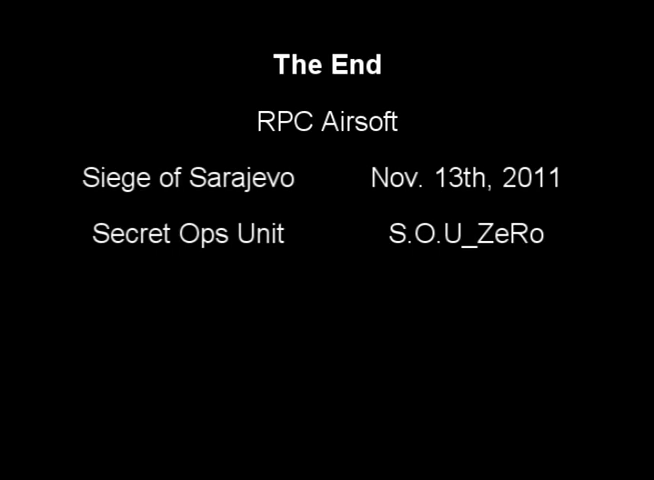 The End
RPC Airsoft
Siege of Sarajevo Nov. 13th, 2011
Secret Ops Unit S.O.U_ZeRo